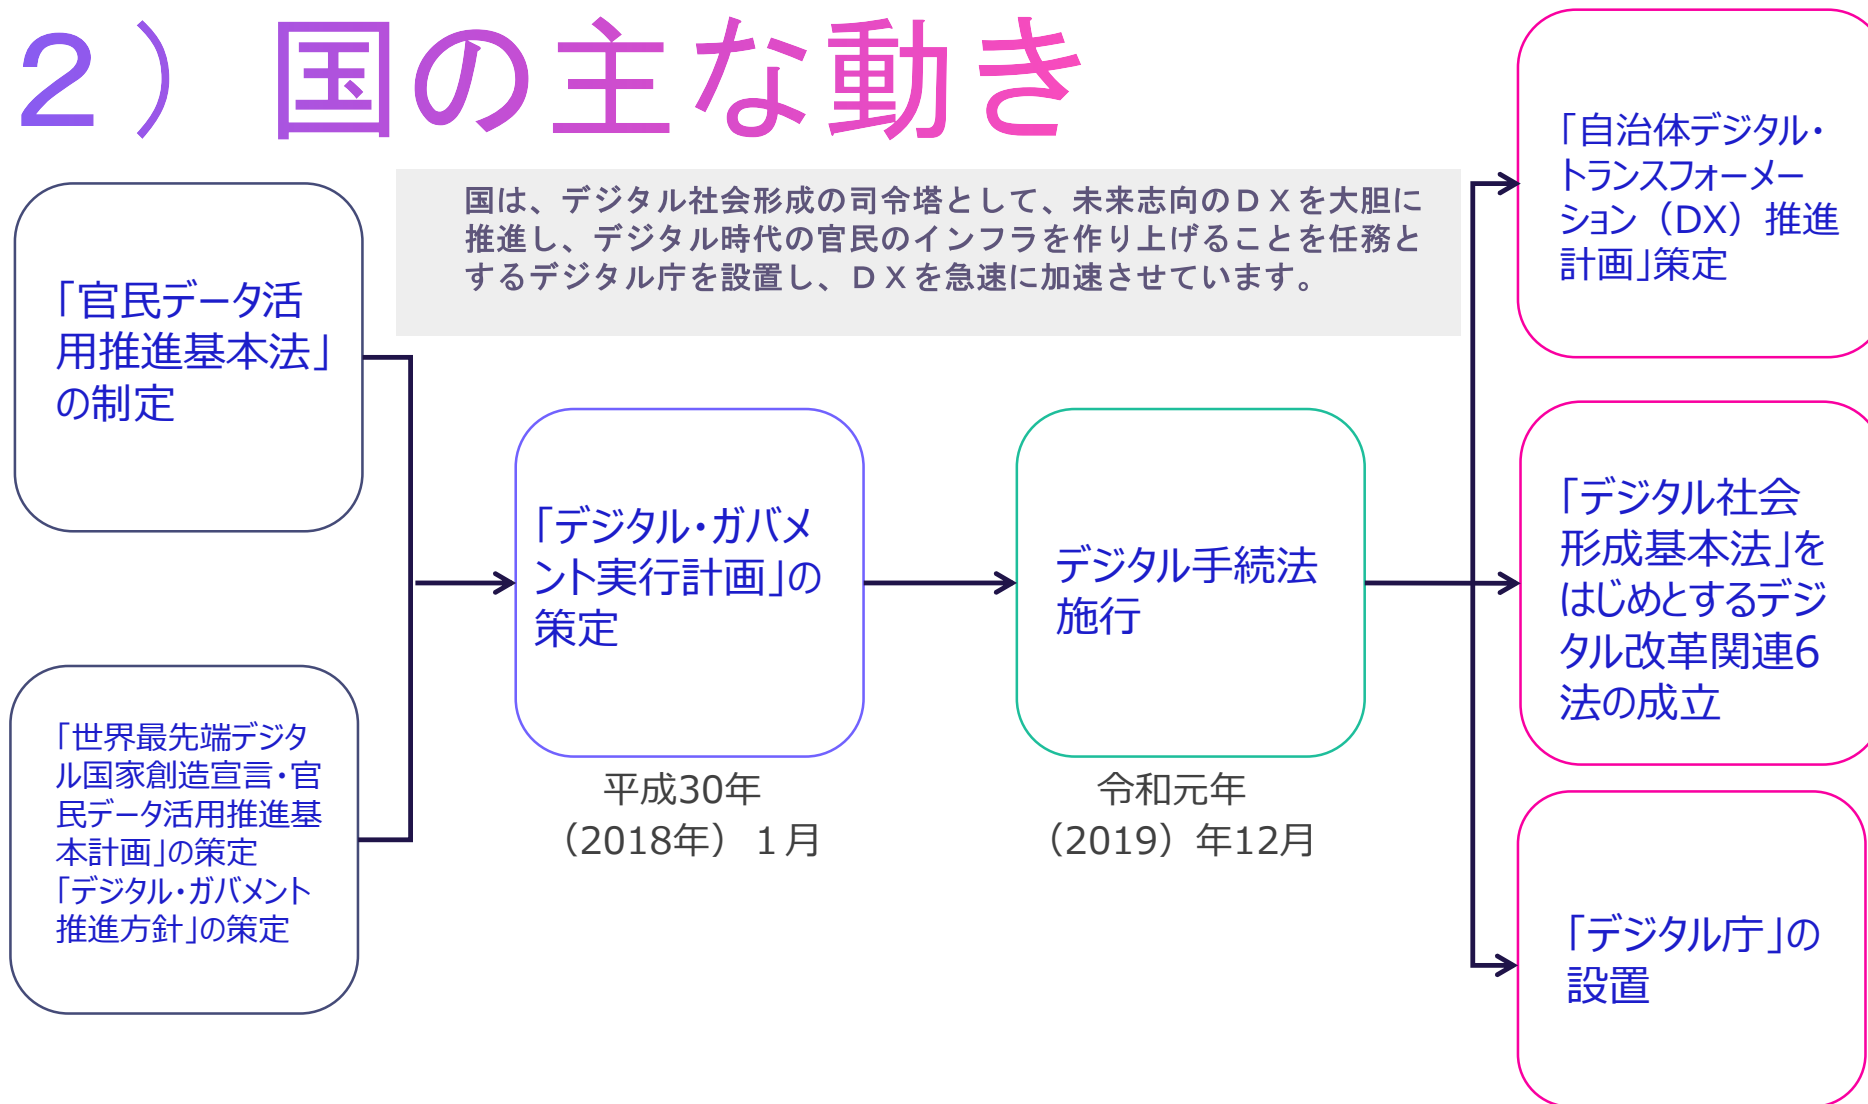 ２）国の主な動き
国は、デジタル社会形成の司令塔として、未来志向のＤＸを大胆に
推進し、デジタル時代の官民のインフラを作り上げることを任務と
するデジタル庁を設置し、ＤＸを急速に加速させています。
「官民データ活
用推進基本法」
の制定
「世界最先端デジタ
ル国家創造宣言・官
民データ活用推進基
本計画」の策定
「デジタル・ガバメント
推進方針」の策定
「デジタル・ガバメ
ント実行計画」の
策定
平成30年
（2018年）１月
デジタル手続法
施行
令和元年
（2019）年12月
「自治体デジタル・
トランスフォーメー
ション（DX）推進
計画」策定
「デジタル社会
形成基本法」を
はじめとするデジ
タル改革関連6
法の成立
「デジタル庁」の
設置